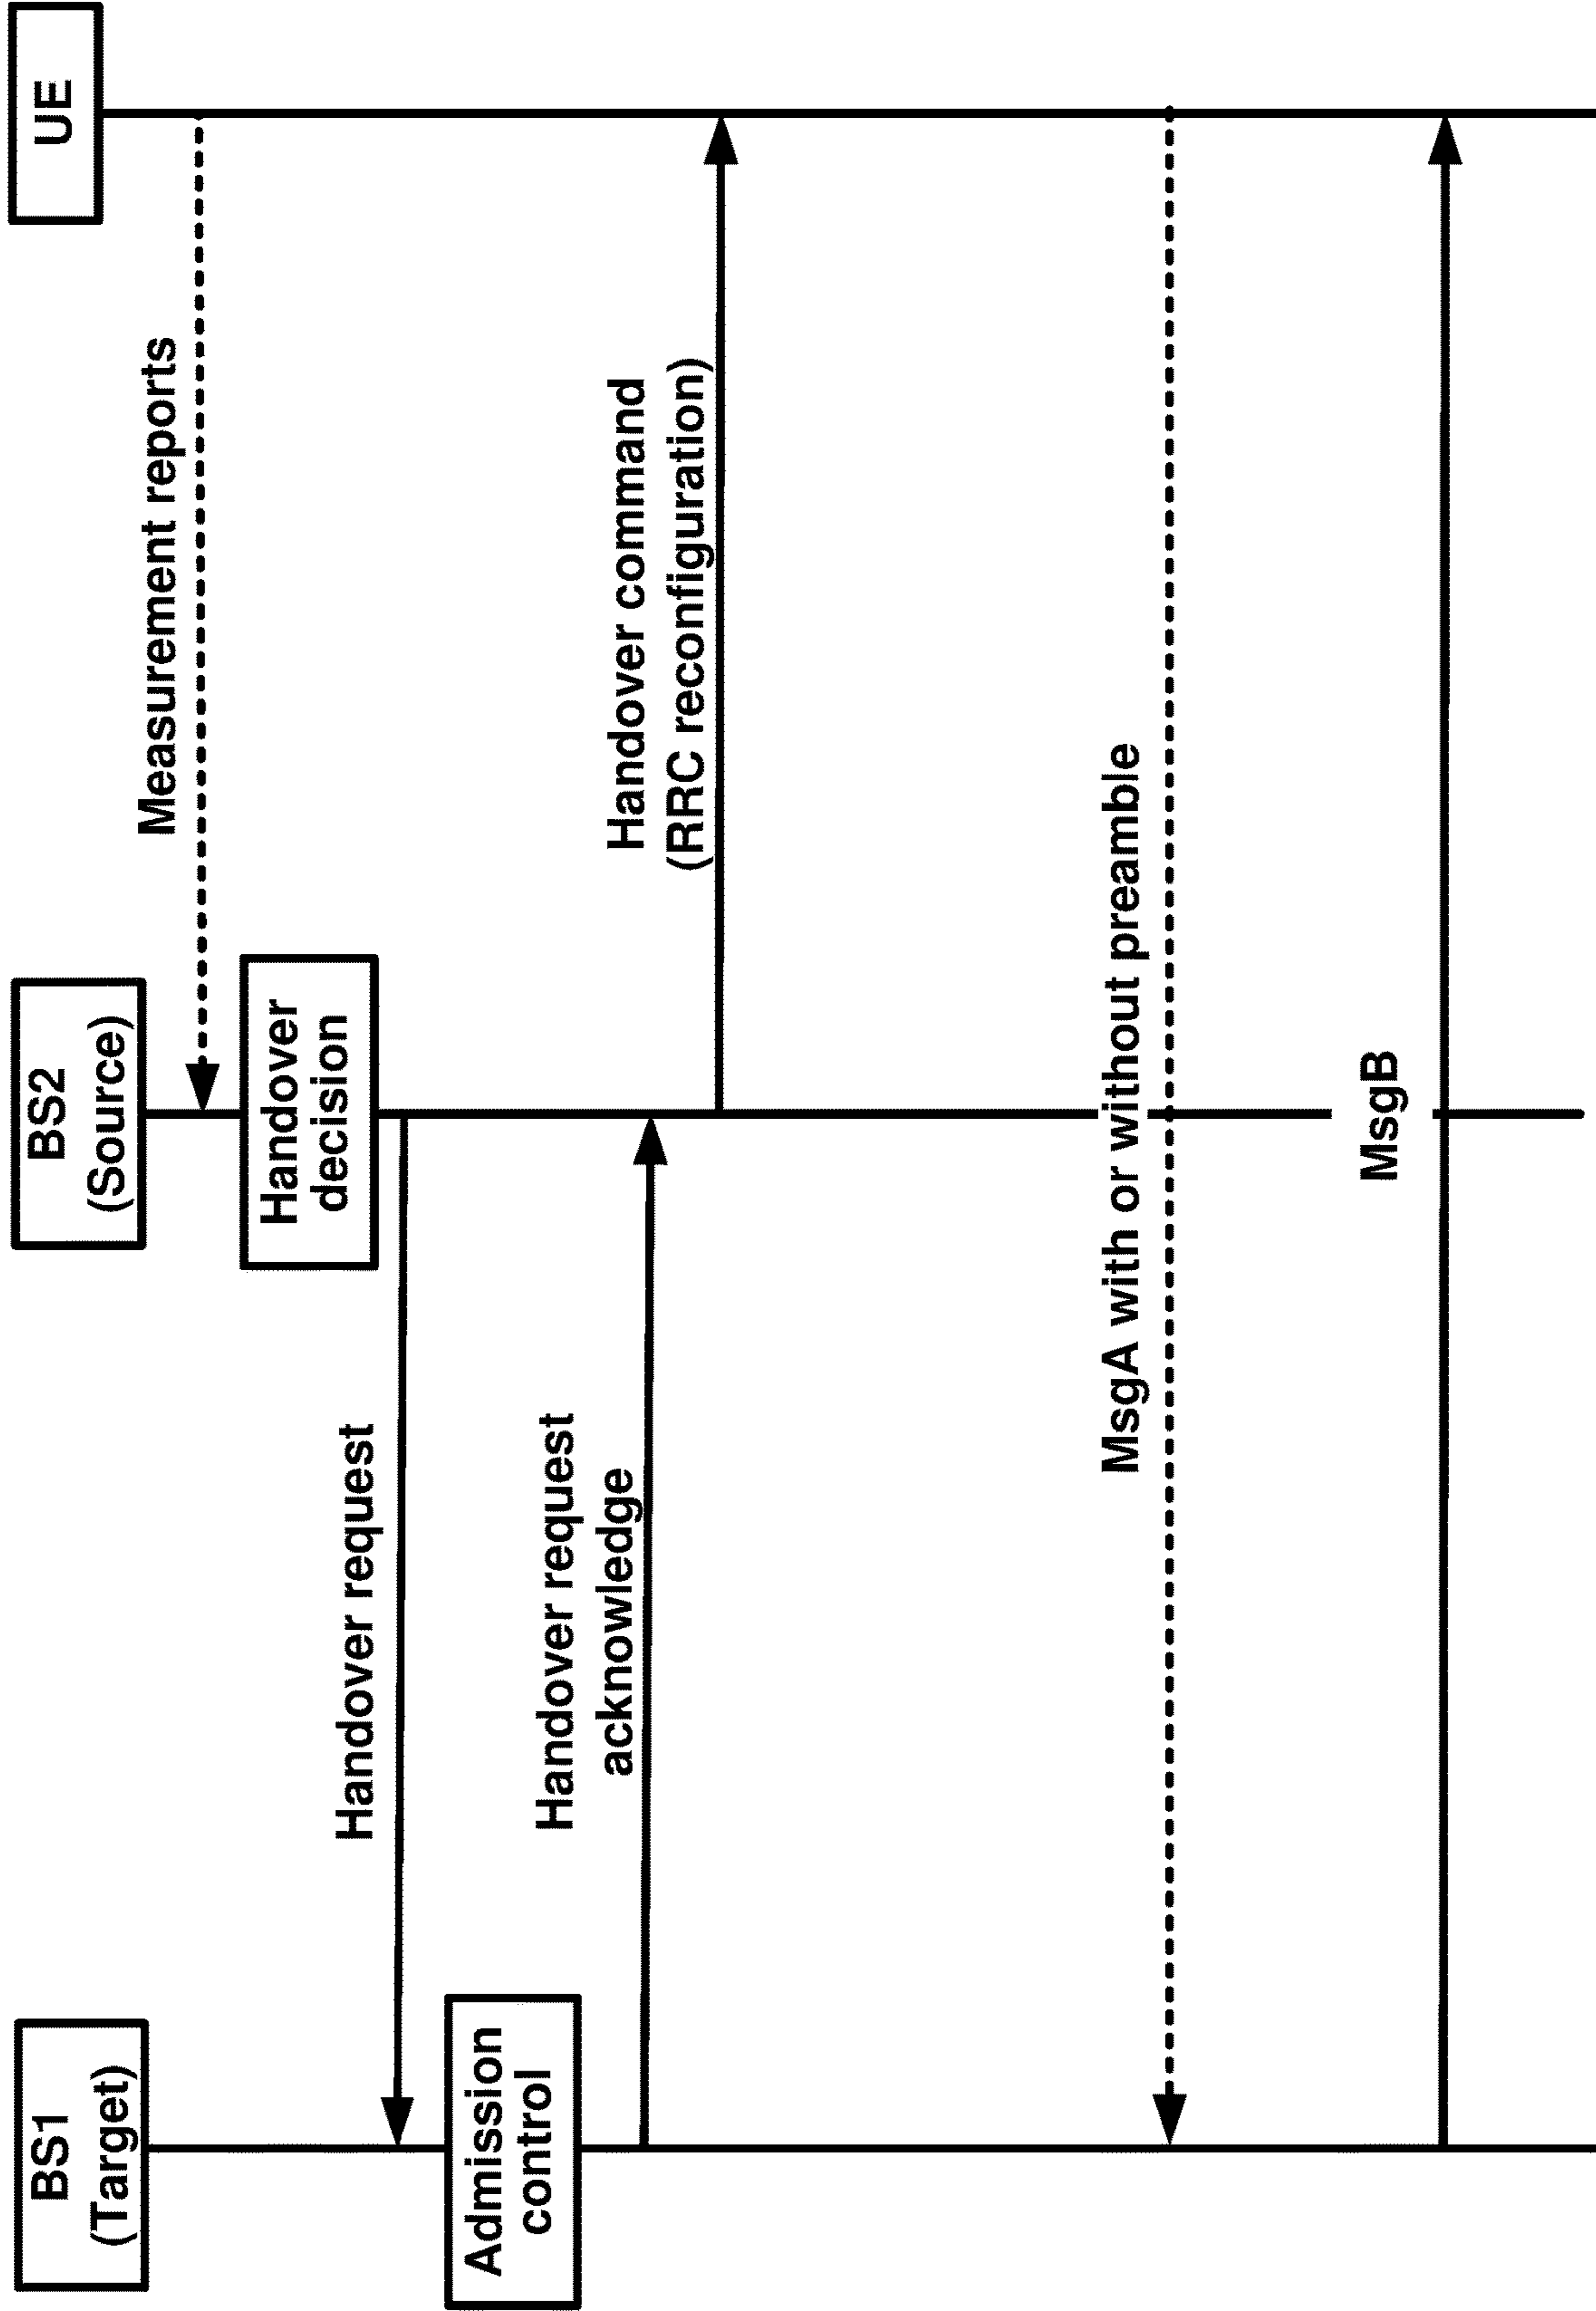 BS1
(Target)
BS2
(Source)
UE
Measurement reports
Handover
decision
Handover request
Admission
control
Handover request
acknowledge
Handover command
(RRC reconfiguration)
MsgA with or without preamble
MsgB